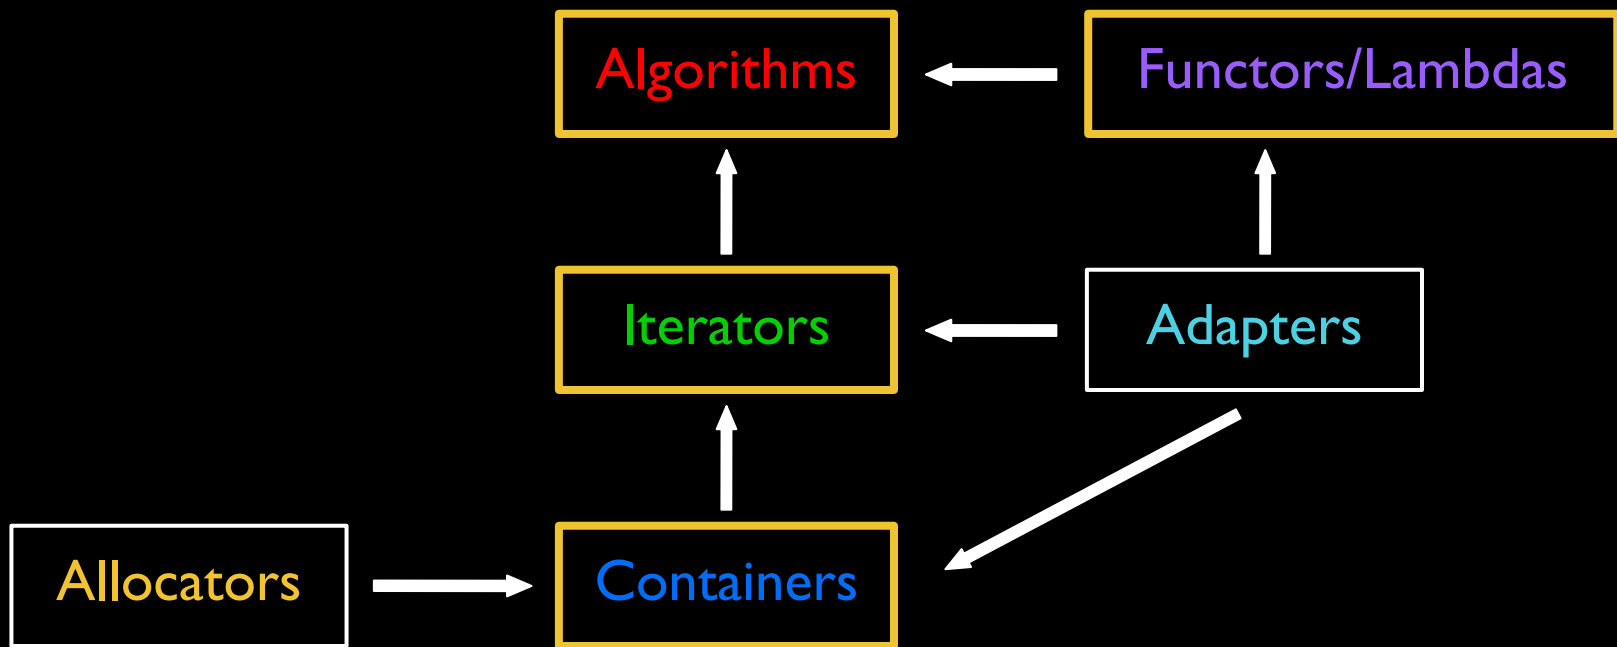 Algorithms
Functors/Lambdas
Iterators
Adapters
Allocators
Containers